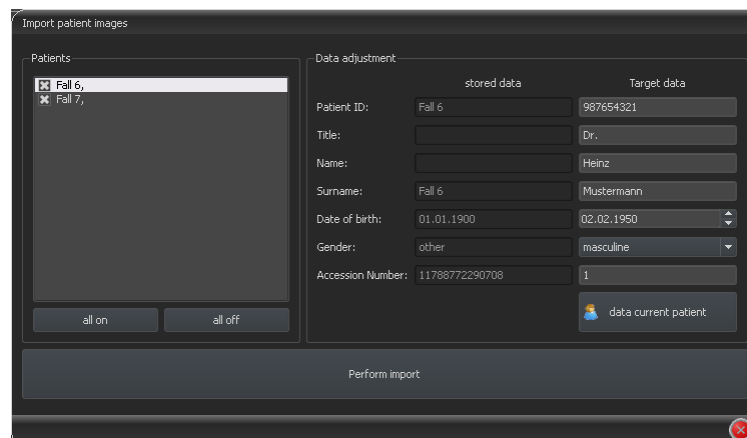 Import patient images
Patients
Fall 6,
Fall 7,
all on all off
Data adjustment
stored data Target data
Patient ID: Fall 6 987654321
Title: Dr.
Name: Heinz
Surname: Fall 6 Mustermann
Date of birth: 01.01.1900 02.02.1950
Gender: other masculine
Accession Number: 11788772290708 1
data current patient
Perform import